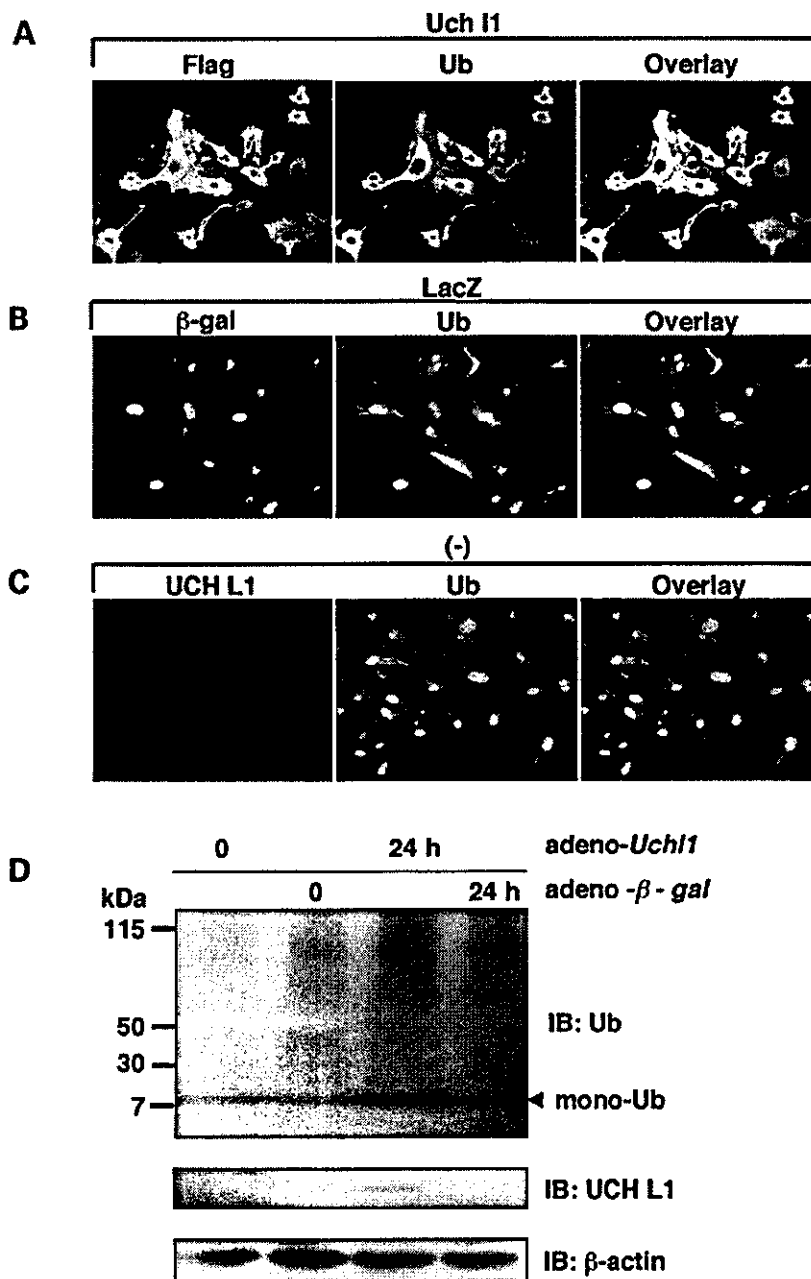 A
Uch l1
Flag Ub Overlay
B
LacZ
β-gal Ub Overlay
C
(-)
UCH L1 Ub Overlay
D
0 24 h adeno-Uchl1
kDa 0 24 h adeno -β - gal
115
50 IB: Ub
30
7 mono-Ub
IB: UCH L1
IB: β-actin